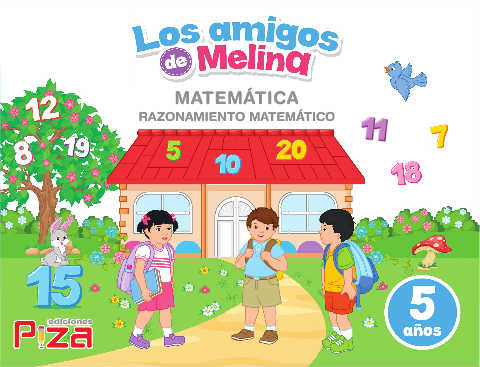 Los amigos
de Melina
MATEMÁTICA
RAZONAMIENTO MATEMÁTICO
12
8
19
5
10
20
11
7
18
15
ediciones
Piza
5
años